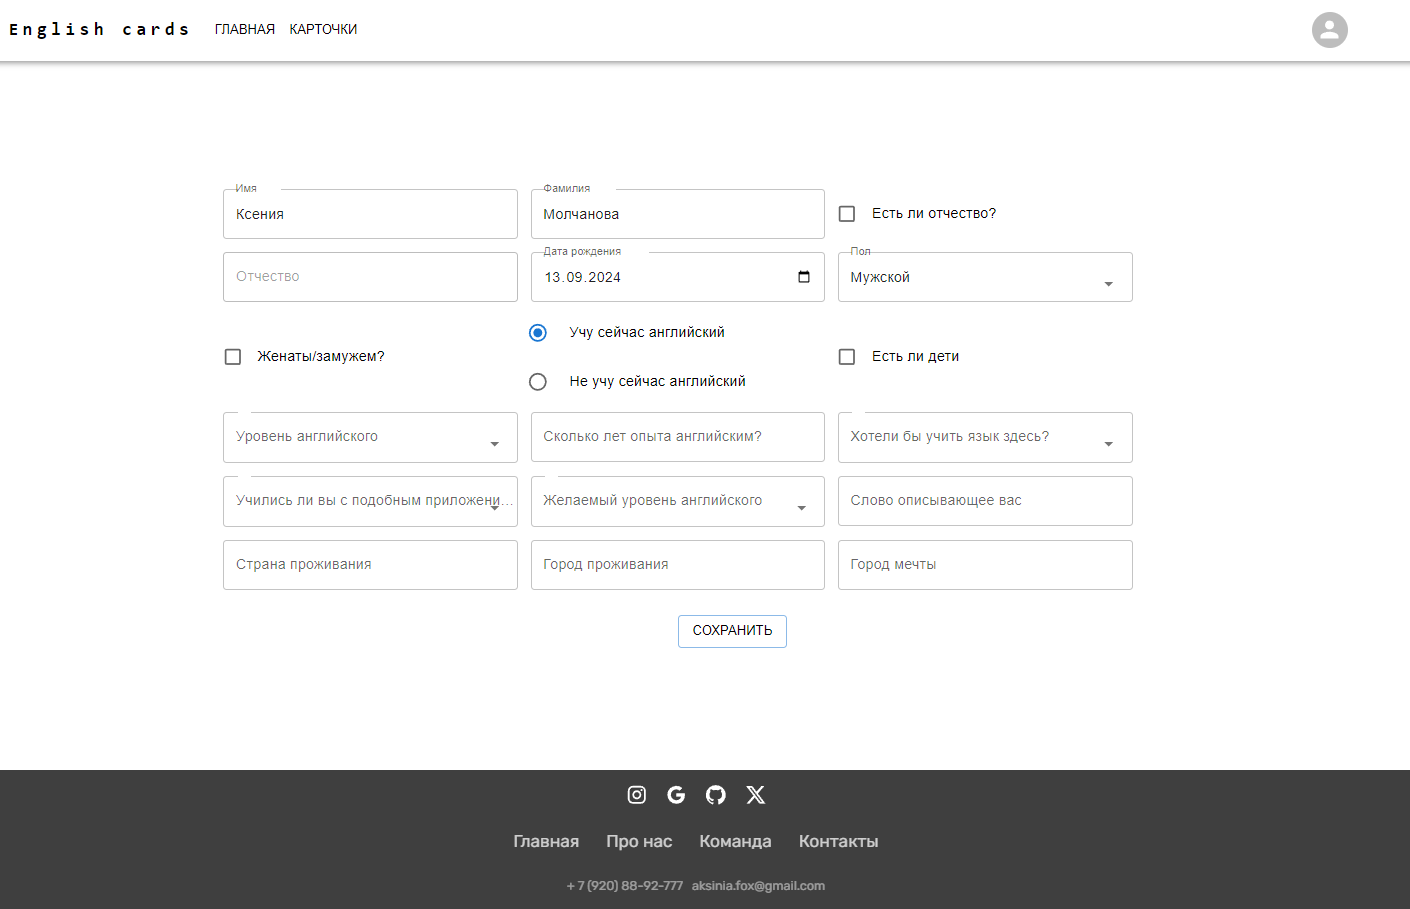 English cards ГЛАВНАЯ КАРТОЧКИ
Имя Фамилия
Ксения Молчанова Есть ли отчество?
Дата рождения Пол
Отчество 13.09.2024 Мужской
Учу сейчас английский
Женаты/замужем? Есть ли дети
Не учу сейчас английский
Уровень английского Сколько лет опыта английским? Хотели бы учить язык здесь?
Учились ли вы с подобным приложени... Желаемый уровень английского Слово описывающее вас
Страна проживания Город проживания Город мечты
СОХРАНИТЬ
Главная Про нас Команда Контакты
+ 7 (920) 88-92-777 aksinia.fox@gmail.com